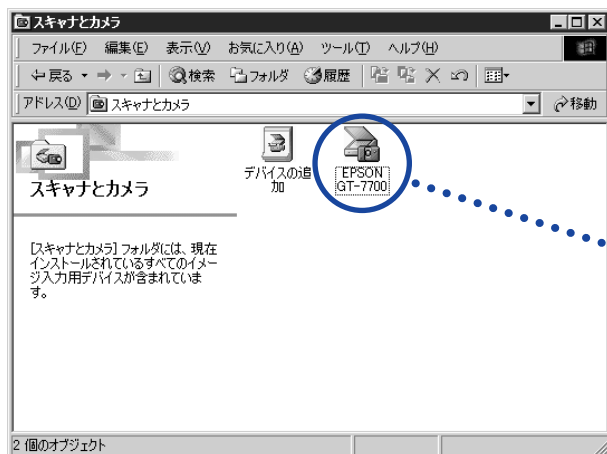 スキャナとカメラ
ファイル(F) 編集(E) 表示(V) お気に入り(A) ツール(T) ヘルプ(H)
戻る 検索 フォルダ 履歴
アドレス(D) スキャナとカメラ 移動
スキャナとカメラ
デバイスの追
加
EPSON
GT-7700
[スキャナとカメラ] フォルダには、現在
インストールされているすべてのイメー
ジ入力用デバイスが含まれていま
す。
2 個のオブジェクト